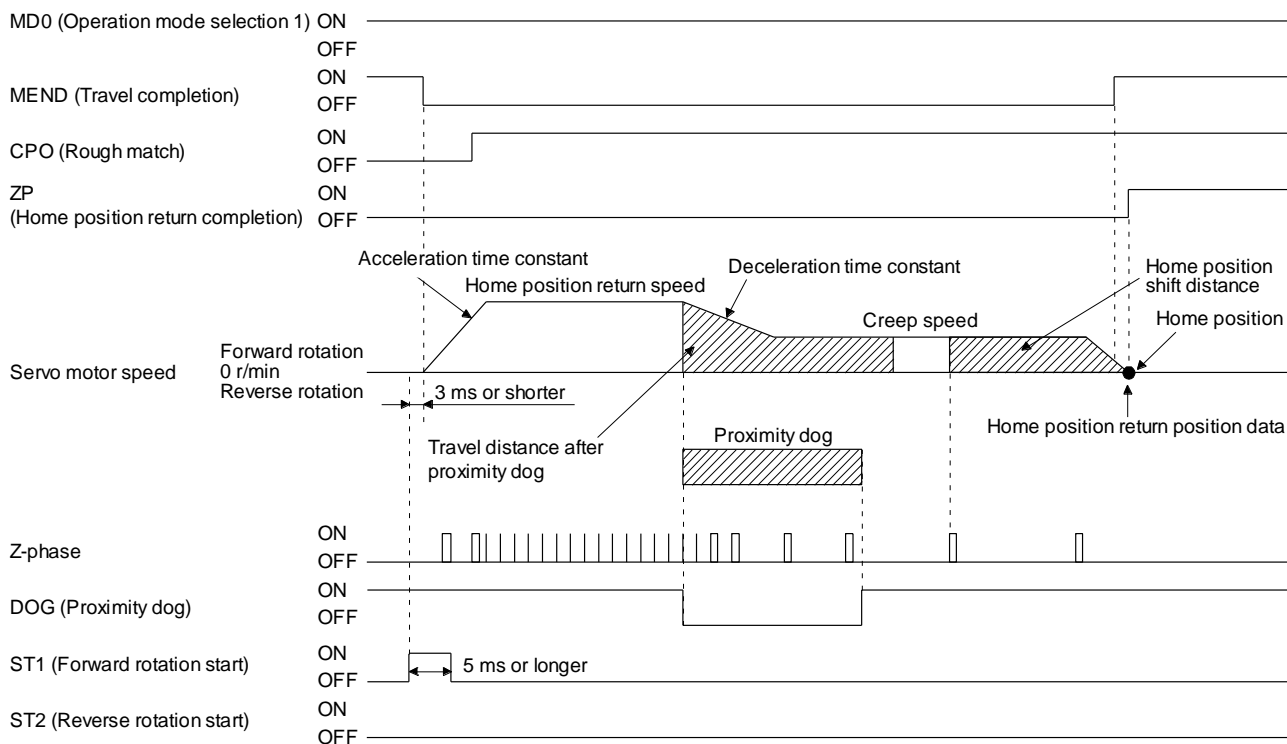 MD0 (Operation mode selection 1) ON
OFF
MEND (Travel completion)
ON
OFF
CPO (Rough match)
ON
OFF
ZP
(Home position return completion)
ON
OFF
Acceleration time constant
Home position return speed
Deceleration time constant
Creep speed
Home position
shift distance
Home position
Servo motor speed
Forward rotation
0 r/min
Reverse rotation
3 ms or shorter
Travel distance after
proximity dog
Proximity dog
Home position return position data
Z-phase
ON
OFF
DOG (Proximity dog)
ON
OFF
ST1 (Forward rotation start)
ON
OFF
5 ms or longer
ST2 (Reverse rotation start)
ON
OFF